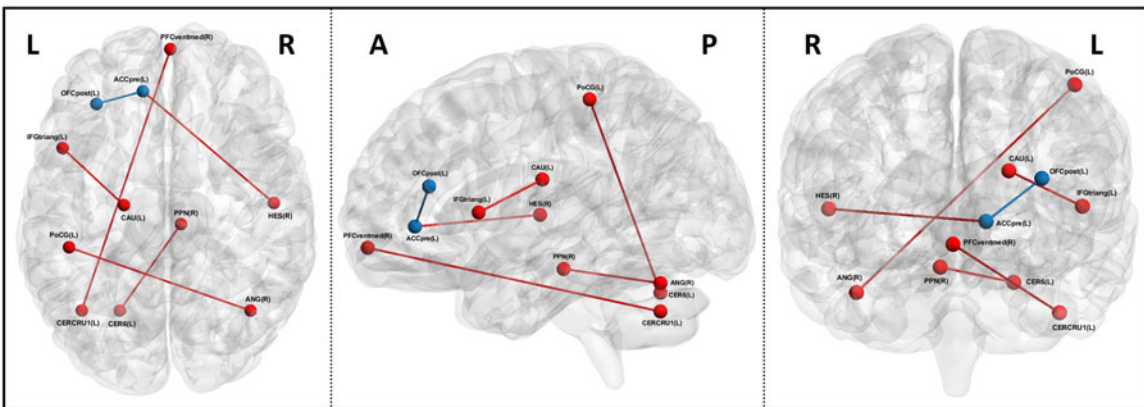 L
R
PFCventmed(R)
ACCpre(L)
OFCpost(L)
IFGtriang(L)
CAU(L)
PPN(R)
HES(R)
PoCG(L)
CERCRU1(L)
CER6(L)
ANG(R)
A
P
PoCG(L)
OFCpost(L)
CAU(L)
IFGtriang(L)
HES(R)
ACCpre(L)
PFCventmed(R)
PPN(R)
ANG(R)
CER6(L)
CERCRU1(L)
R
L
PoCG(L)
CAU(L)
OFCpost(L)
HES(R)
IFGtriang(L)
ACCpre(L)
PFCventmed(R)
ANG(R)
PPN(R)
CER6(L)
CERCRU1(L)